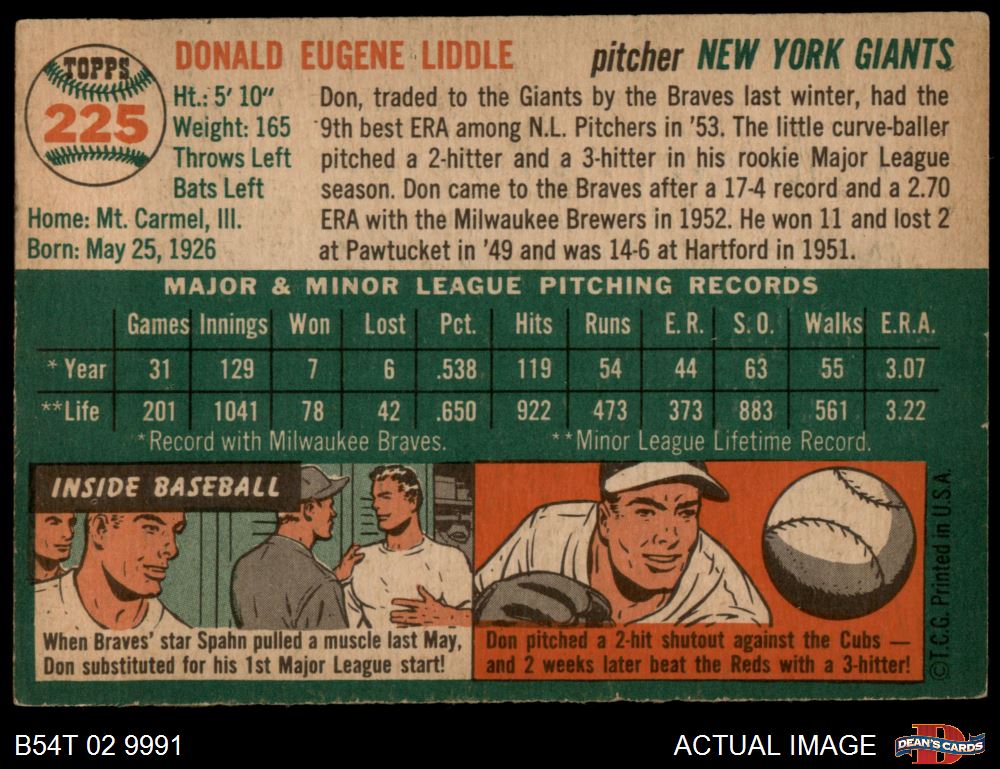 TOPPS
225
DONALD EUGENE LIDDLE
pitcher NEW YORK GIANTS
Ht.: 5' 10"
Weight: 165
Throws Left
Bats Left
Home: Mt. Carmel, Ill.
Born: May 25, 1926
Don, traded to the Giants by the Braves last winter, had the
9th best ERA among N.L. Pitchers in '53. The little curve-baller
pitched a 2-hitter and a 3-hitter in his rookie Major League
season. Don came to the Braves after a 17-4 record and a 2.70
ERA with the Milwaukee Brewers in 1952. He won 11 and lost 2
at Pawtucket in '49 and was 14-6 at Hartford in 1951.
MAJOR & MINOR LEAGUE PITCHING RECORDS
Games Innings Won Lost Pct. Hits Runs E. R. S. O. Walks E.R.A.
* Year 31 129 7 6 .538 119 54 44 63 55 3.07
**Life 201 1041 78 42 .650 922 473 373 883 561 3.22
*Record with Milwaukee Braves. **Minor League Lifetime Record.
INSIDE BASEBALL
When Braves' star Spahn pulled a muscle last May,
Don substituted for his 1st Major League start!
Don pitched a 2-hit shutout against the Cubs —
and 2 weeks later beat the Reds with a 3-hitter!
©T.C.G. Printed in U.S.A.
B54T 02 9991
ACTUAL IMAGE
DEAN'S CARDS